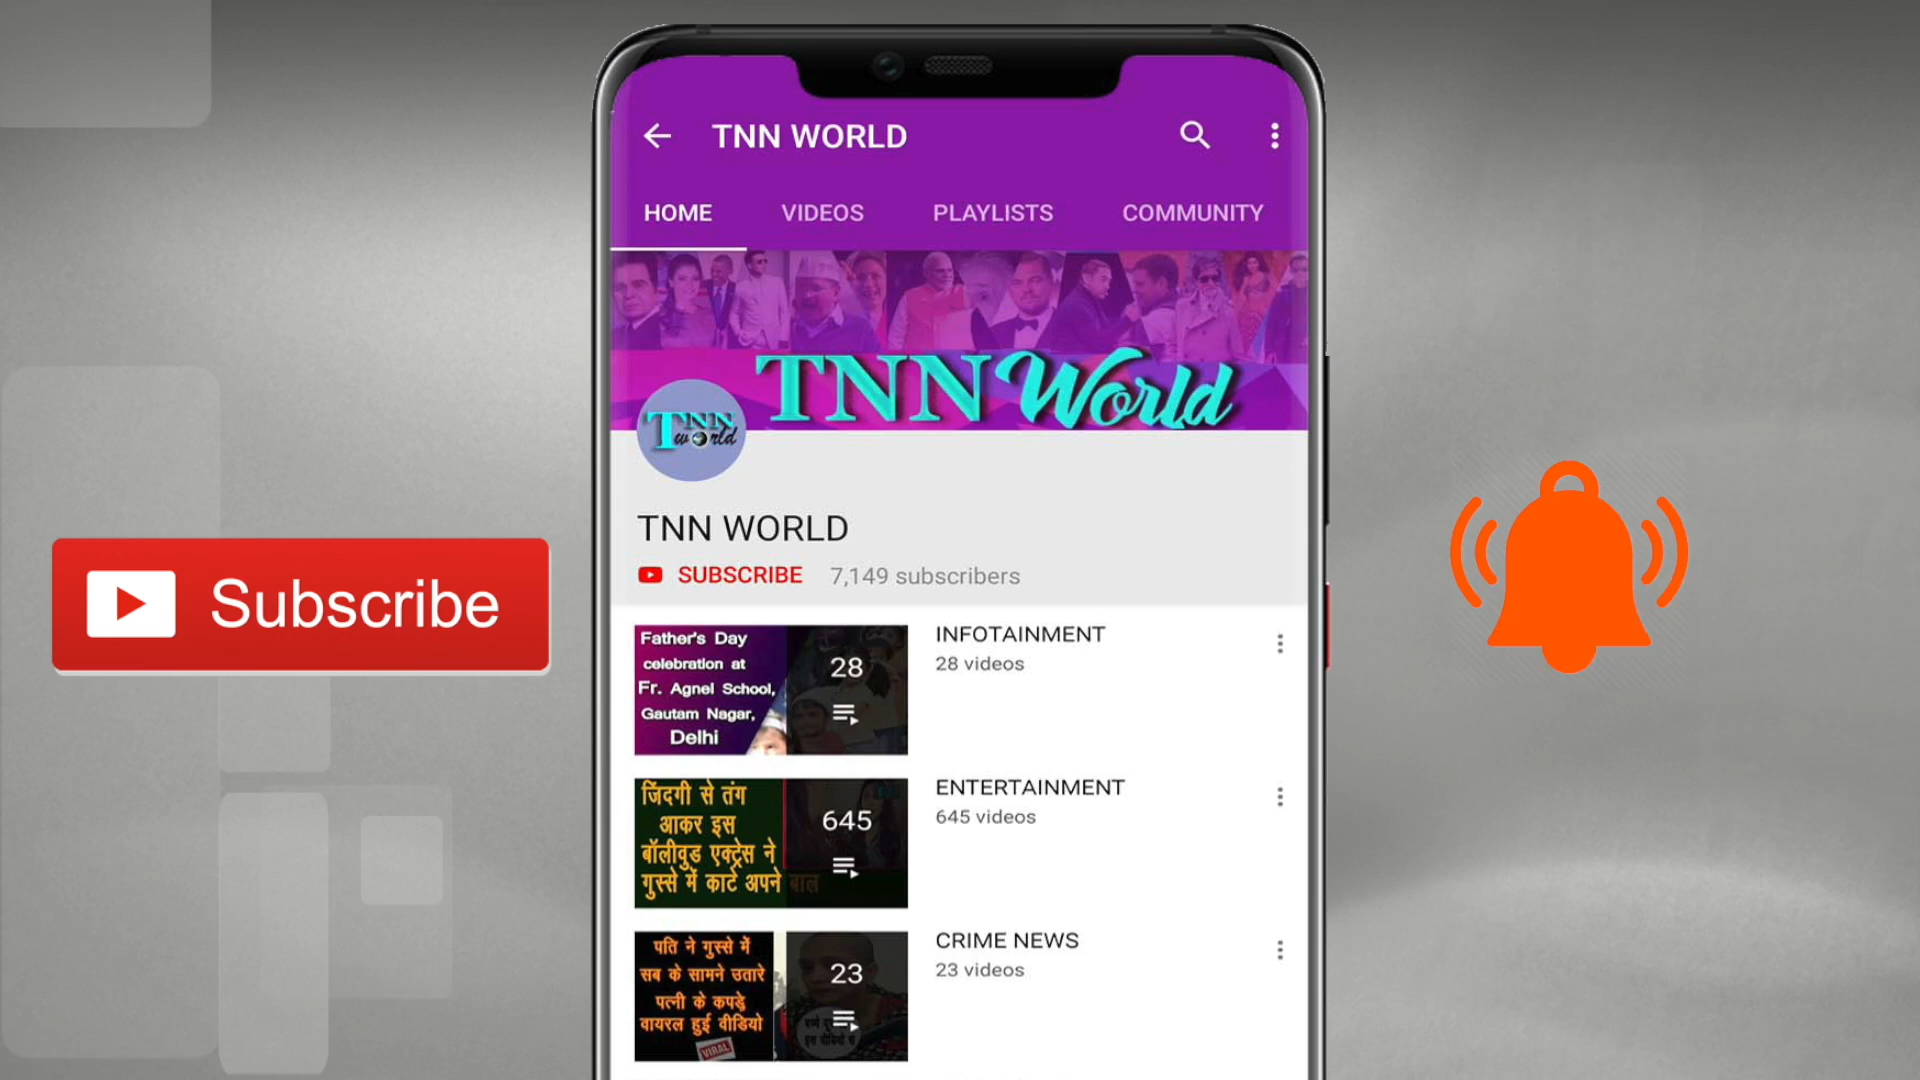 TNN WORLD
HOME VIDEOS PLAYLISTS COMMUNITY
TNN World
TNN
World
TNN WORLD
SUBSCRIBE 7,149 subscribers
Subscribe
Father's Day
celebration at
Fr. Agnel School,
Gautam Nagar,
Delhi
28
INFOTAINMENT
28 videos
जिंदगी से तंग
आकर इस
बॉलीवुड एक्ट्रेस ने
गुस्से में काटे अपने बाल
645
ENTERTAINMENT
645 videos
पति ने गुस्से में
सब के सामने उतारे
पत्नी के कपड़े
वायरल हुई वीडियो
VIRAL
23
CRIME NEWS
23 videos